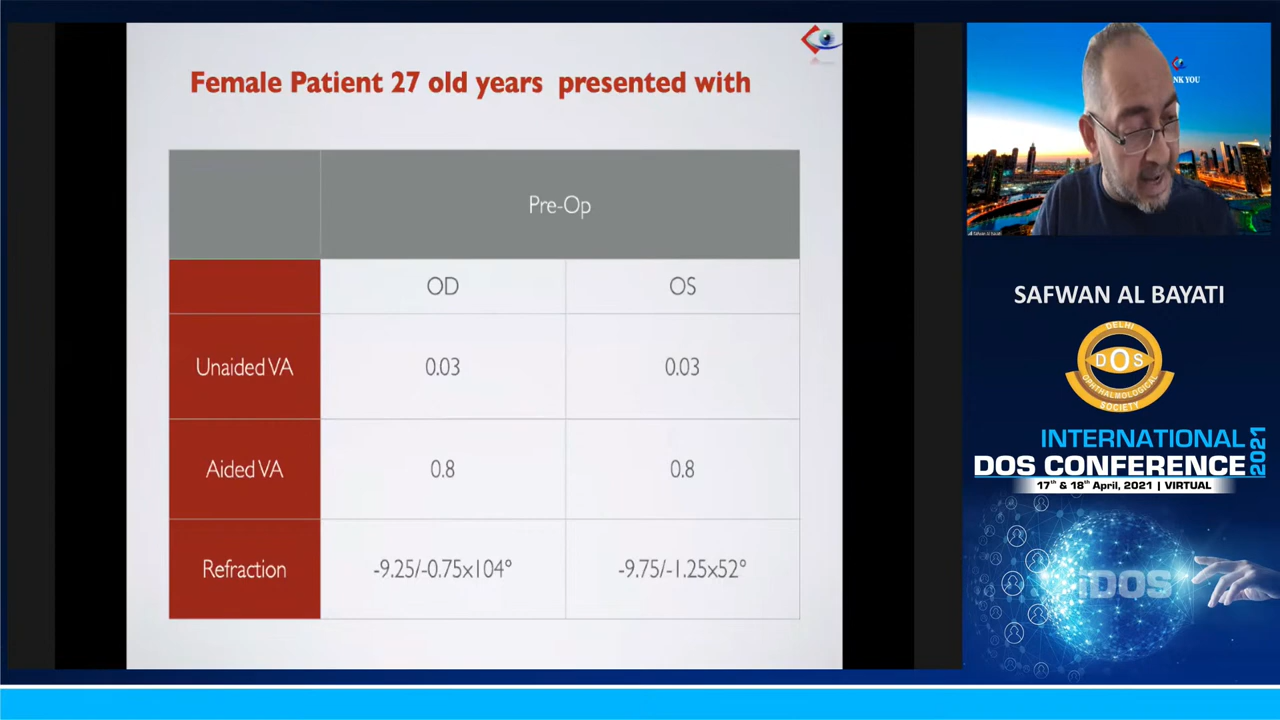 Female Patient 27 old years presented with
Pre-Op
OD OS
Unaided VA 0.03 0.03
Aided VA 0.8 0.8
Refraction -9.25/-0.75x104° -9.75/-1.25x52°
NK YOU
SAFWAN AL BAYATI
DELHI
DOS
OPHTHALMOLOGICAL
SOCIETY
INTERNATIONAL
DOS CONFERENCE
2021
17th & 18th April, 2021 | VIRTUAL
iDOS